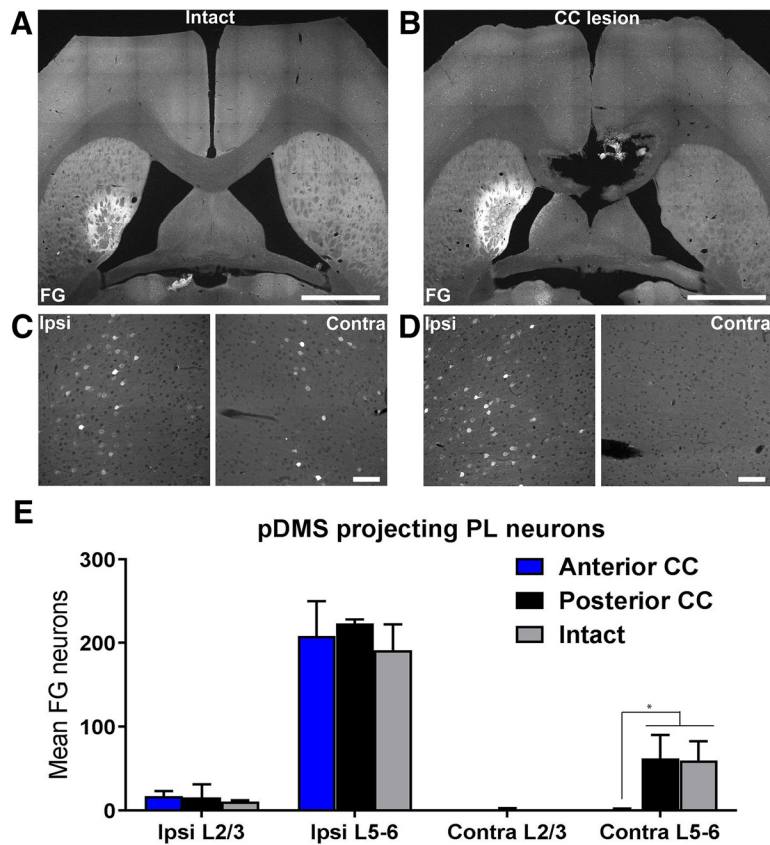 A
Intact
FG
B
CC lesion
FG
C
Ipsi
Contra
D
Ipsi
Contra
E
pDMS projecting PL neurons
Mean FG neurons
300
200
100
0
Anterior CC
Posterior CC
Intact
*
Ipsi L2/3
Ipsi L5-6
Contra L2/3
Contra L5-6